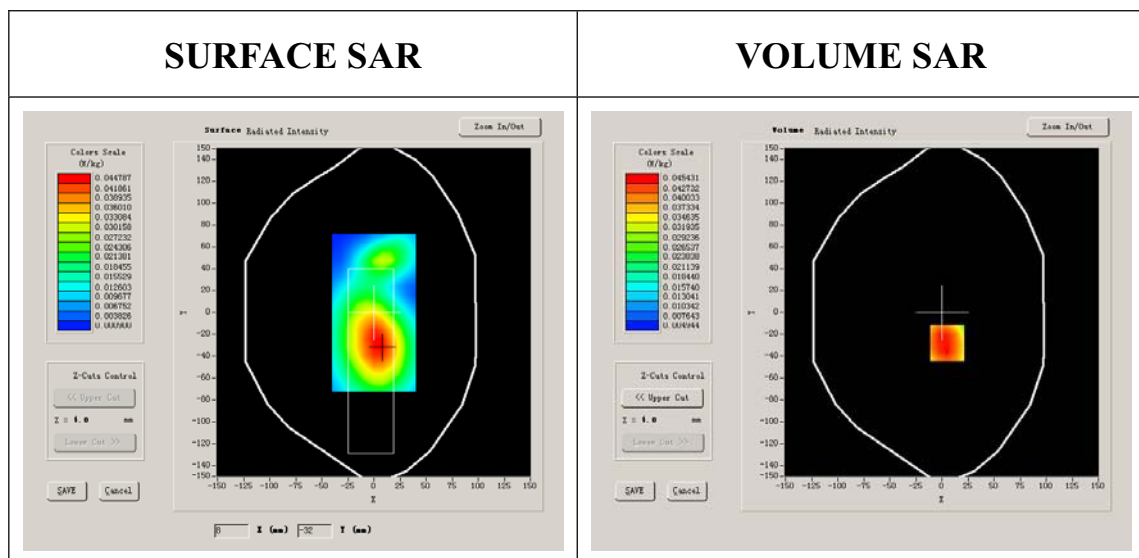 SURFACE SAR
VOLUME SAR
Surface Radiated Intensity
Zoom In/Out
Colors Scale
(W/kg)
0.044787
0.041861
0.038935
0.036010
0.033084
0.030158
0.027232
0.024306
0.021381
0.018455
0.015529
0.012603
0.009677
0.006752
0.003826
0.000900
Z-Cuts Control
<< Upper Cut
Z = 4.0 mm
Lower Cut >>
SAVE
Cancel
150
140
120
100
80
60
40
20
0
-20
-40
-60
-80
-100
-120
-140
-150
Y
-150 -125 -100 -75 -50 -25 0 25 50 75 100 125 150
X
8 X (mm) -32 Y (mm)
Volume Radiated Intensity
Zoom In/Out
Colors Scale
(W/kg)
0.045431
0.042732
0.040033
0.037334
0.034635
0.031935
0.029236
0.026537
0.023838
0.021139
0.018440
0.015740
0.013041
0.010342
0.007643
0.004944
Z-Cuts Control
<< Upper Cut
Z = 4.0 mm
Lower Cut >>
SAVE
Cancel
150
140
120
100
80
60
40
20
0
-20
-40
-60
-80
-100
-120
-140
-150
Y
-150 -125 -100 -75 -50 -25 0 25 50 75 100 125 150
X